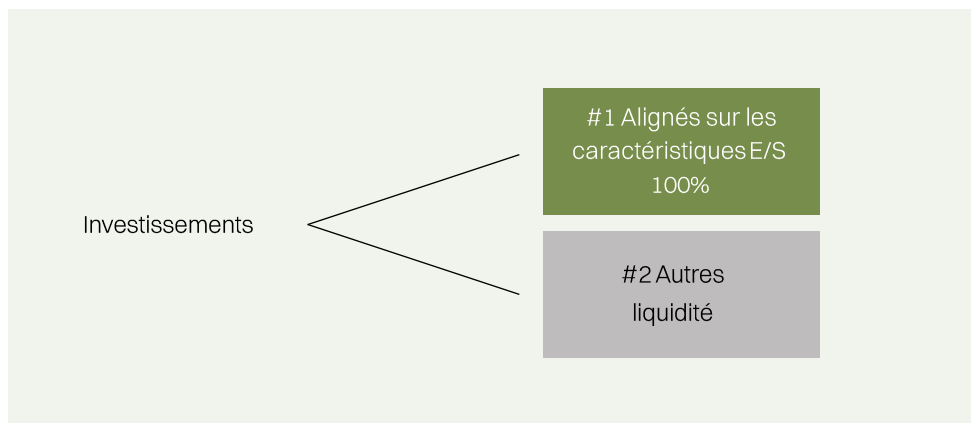 Investissements
#1 Alignés sur les
caractéristiques E/S
100%
#2 Autres
liquidité